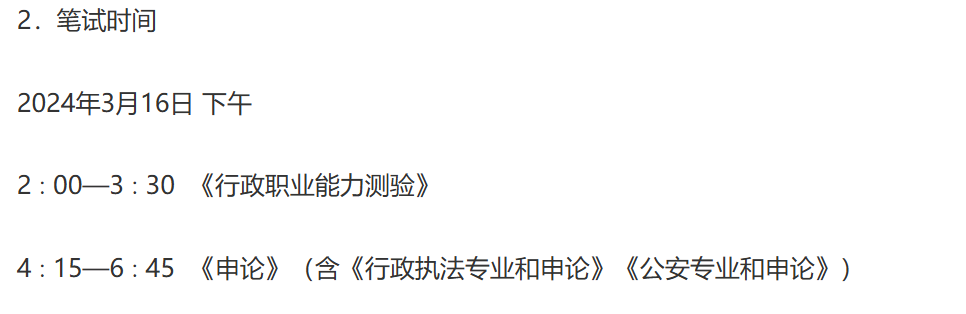 2．笔试时间
2024年3月16日 下午
2 : 00—3 : 30 《行政职业能力测验》
4 : 15—6 : 45 《申论》（含《行政执法专业和申论》《公安专业和申论》）